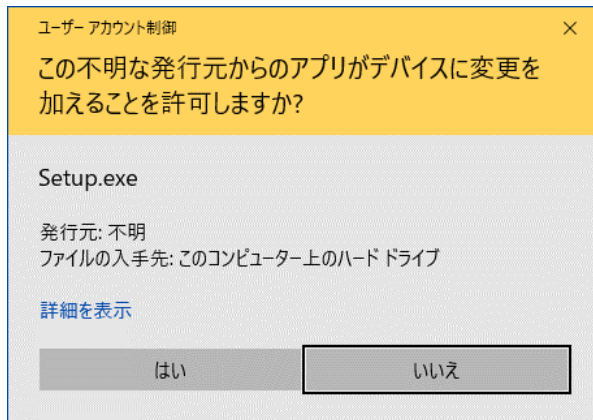 ユーザー アカウント制御
この不明な発行元からのアプリがデバイスに変更を
加えることを許可しますか?
Setup.exe
発行元: 不明
ファイルの入手先: このコンピューター上のハード ドライブ
詳細を表示
はい
いいえ